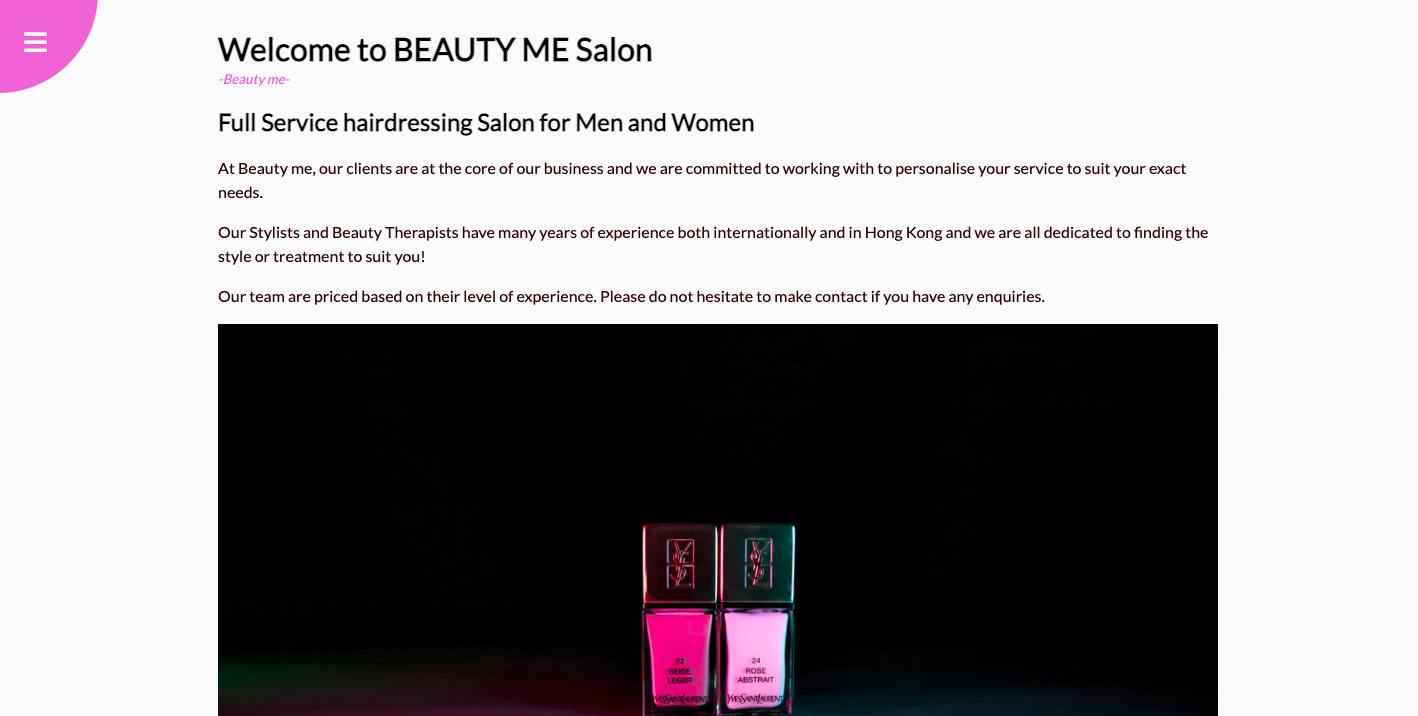 Welcome to BEAUTY ME Salon
-Beauty me-
Full Service hairdressing Salon for Men and Women
At Beauty me, our clients are at the core of our business and we are committed to working with to personalise your service to suit your exact
needs.
Our Stylists and Beauty Therapists have many years of experience both internationally and in Hong Kong and we are all dedicated to finding the
style or treatment to suit you!
Our team are priced based on their level of experience. Please do not hesitate to make contact if you have any enquiries.
YSL YSL
22 24
BEIGE ROSE
LEGER ABSTRAIT
YVESSAINTLAURENT YVESSAINTLAURENT